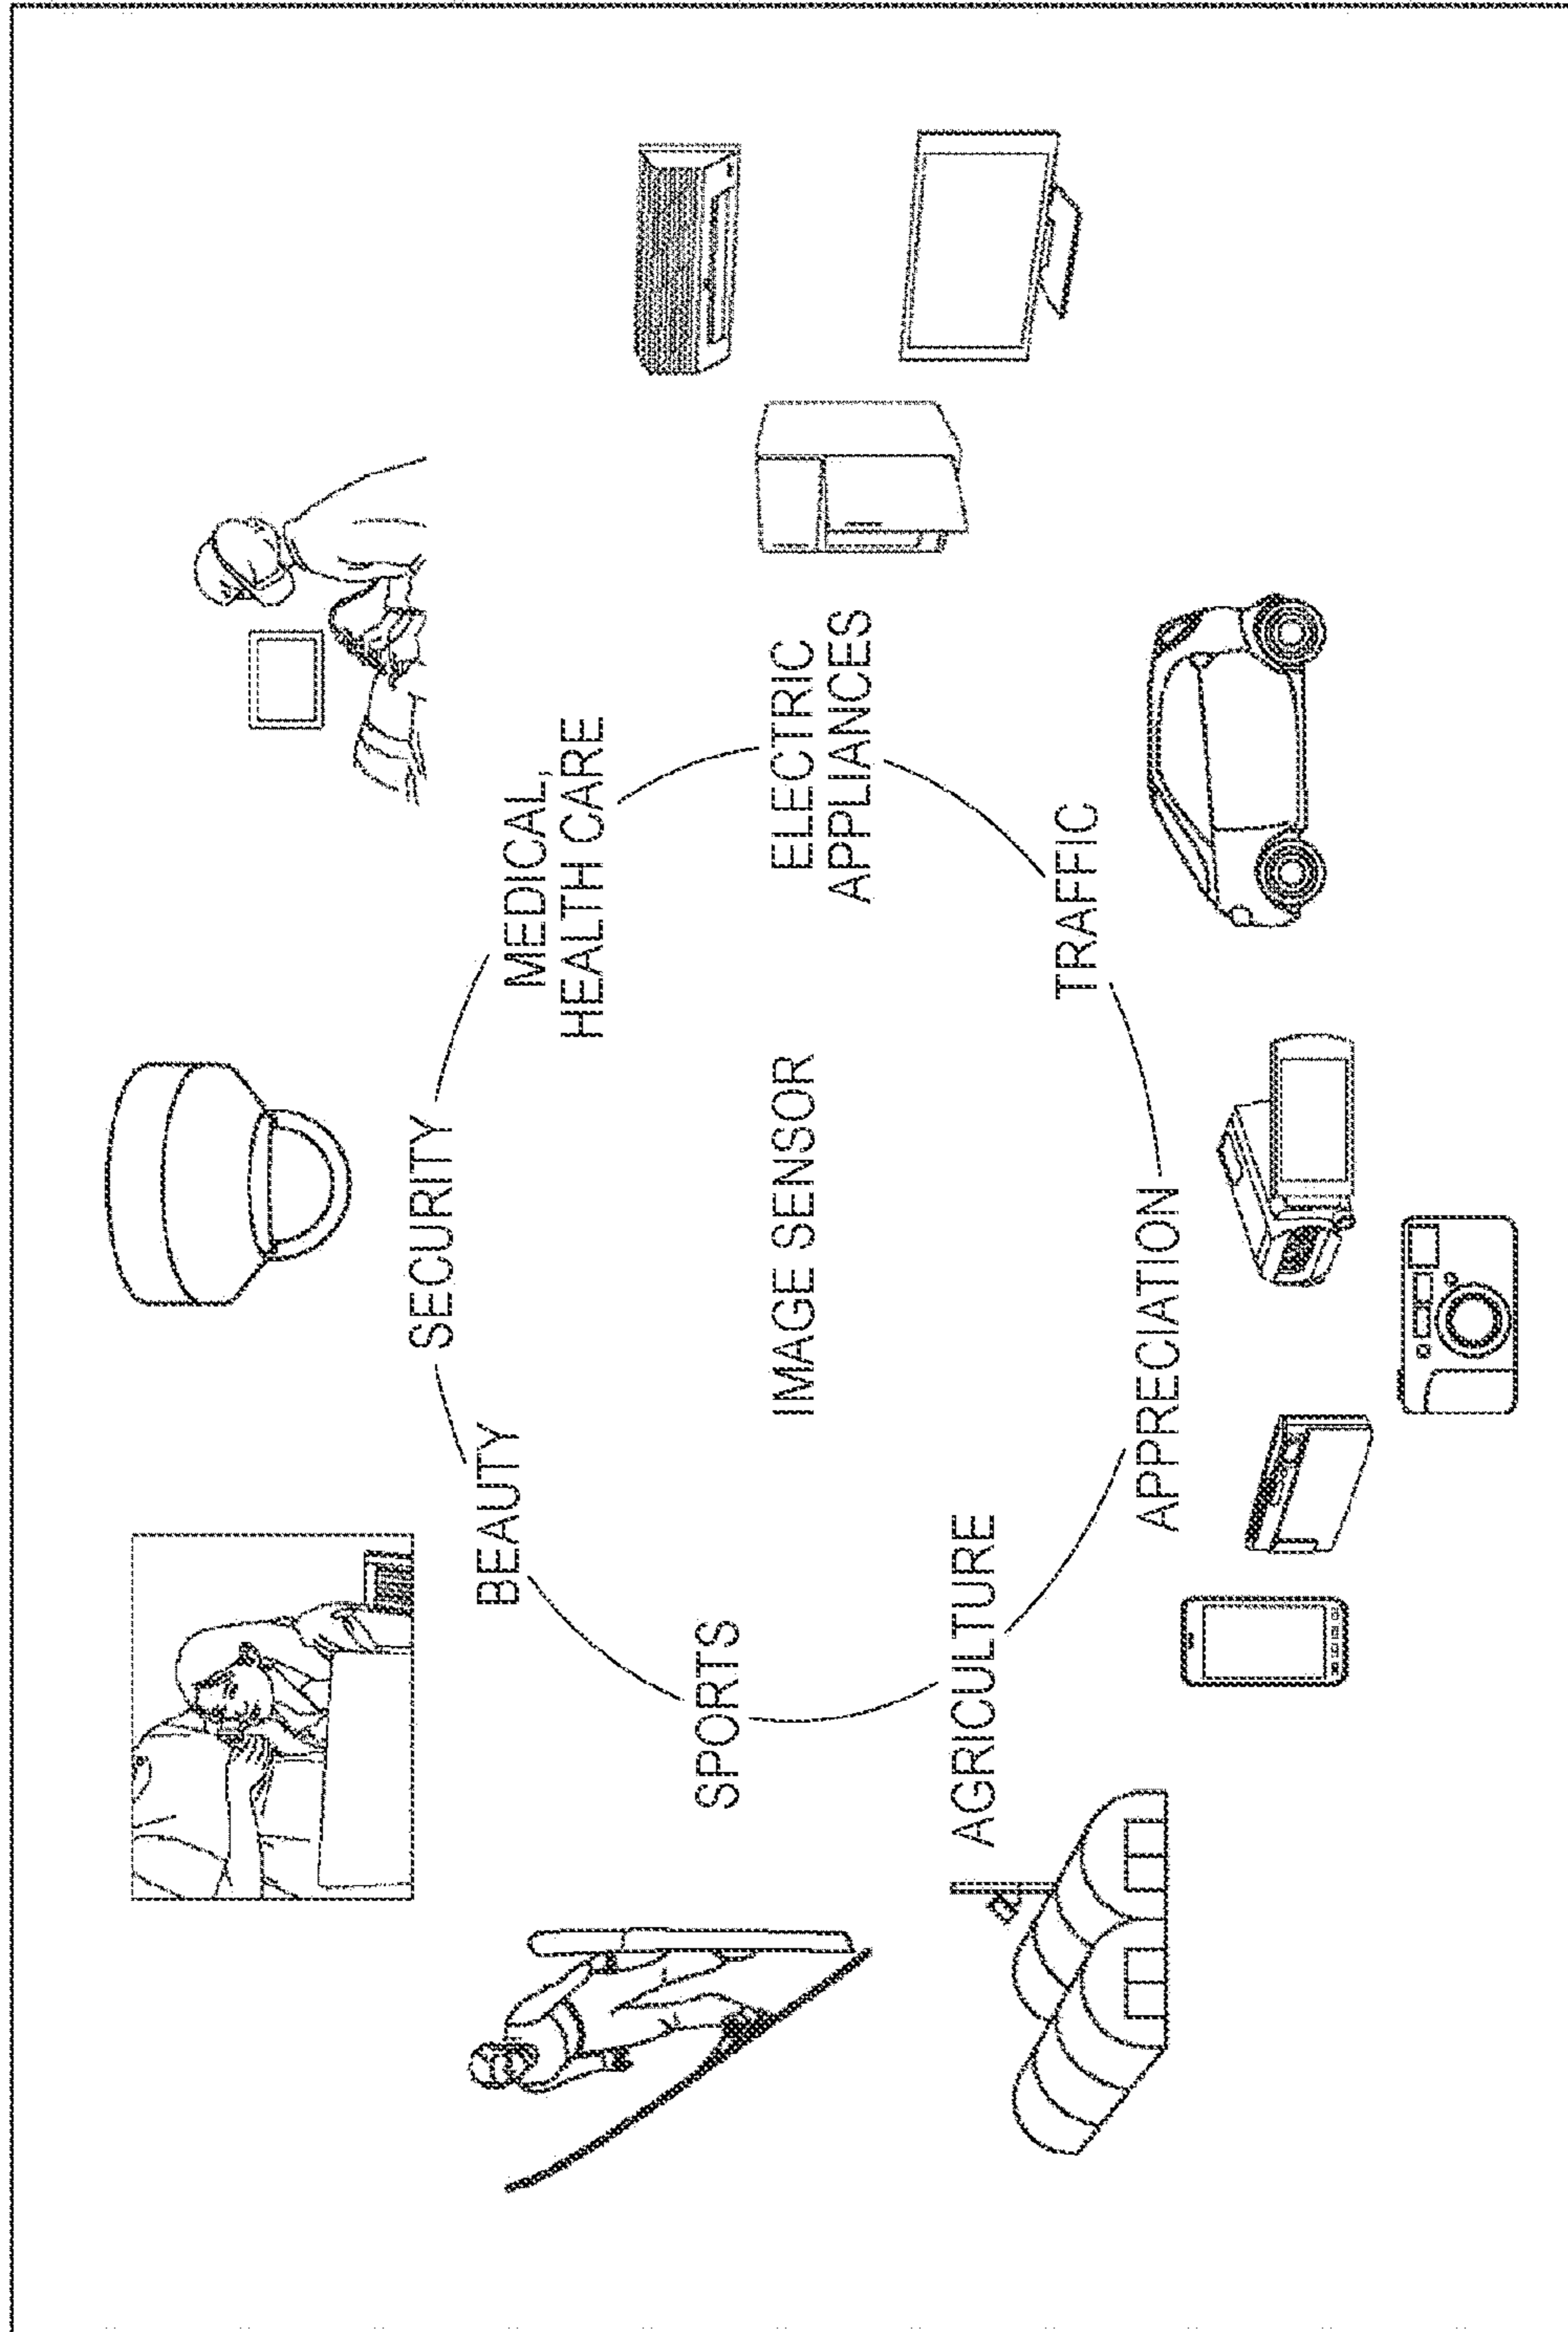 SECURITY
BEAUTY
MEDICAL,
HEALTH CARE
SPORTS
IMAGE SENSOR
ELECTRIC
APPLIANCES
AGRICULTURE
TRAFFIC
APPRECIATION